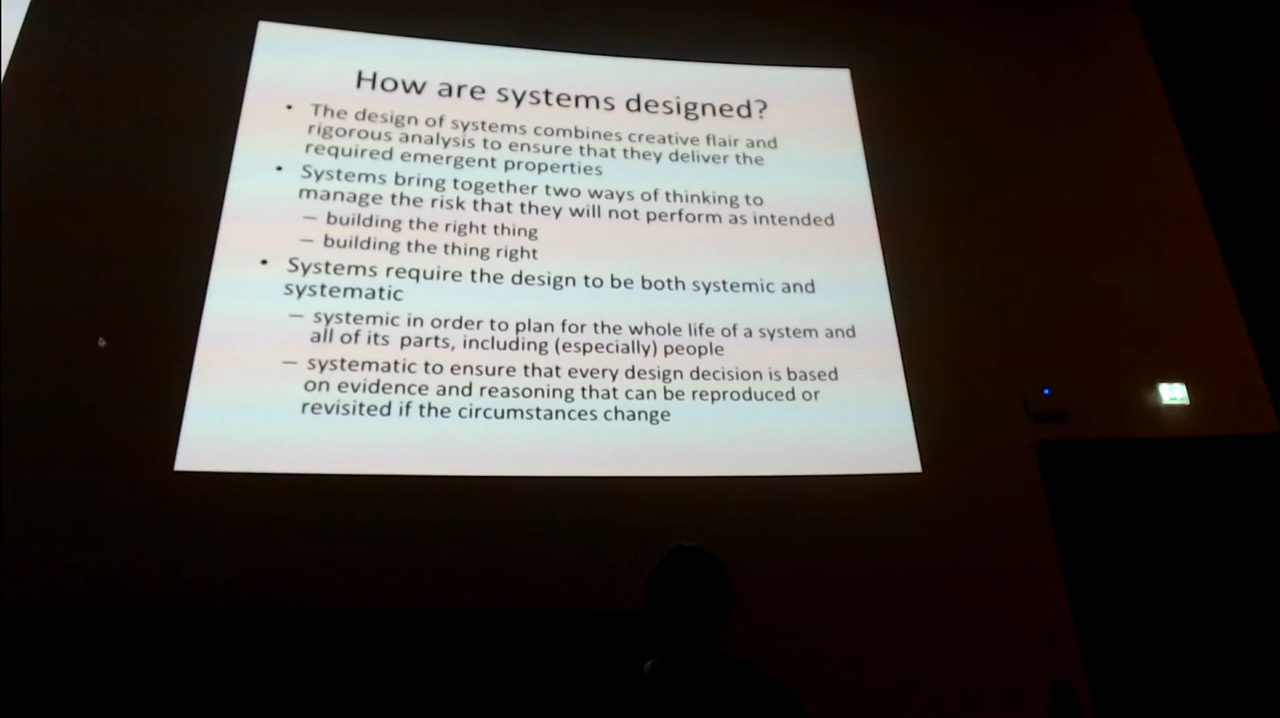 How are systems designed?
• The design of systems combines creative flair and
rigorous analysis to ensure that they deliver the
required emergent properties
• Systems bring together two ways of thinking to
manage the risk that they will not perform as intended
– building the right thing
– building the thing right
• Systems require the design to be both systemic and
systematic
– systemic in order to plan for the whole life of a system and
all of its parts, including (especially) people
– systematic to ensure that every design decision is based
on evidence and reasoning that can be reproduced or
revisited if the circumstances change